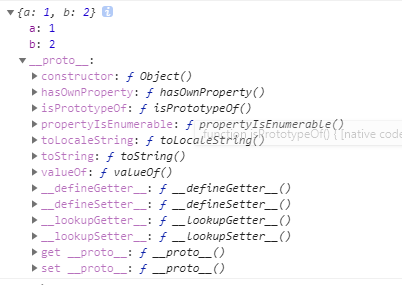 ▼ {a: 1, b: 2} i
a: 1
b: 2
▼ __proto__:
▶ constructor: ƒ Object()
▶ hasOwnProperty: ƒ hasOwnProperty()
▶ isPrototypeOf: ƒ isPrototypeOf()
▶ propertyIsEnumerable: ƒ propertyIsEnumerable()
function isPrototypeOf() { [native code
▶ toLocaleString: ƒ toLocaleString()
▶ toString: ƒ toString()
▶ valueOf: ƒ valueOf()
▶ __defineGetter__: ƒ __defineGetter__()
▶ __defineSetter__: ƒ __defineSetter__()
▶ __lookupGetter__: ƒ __lookupGetter__()
▶ __lookupSetter__: ƒ __lookupSetter__()
▶ get __proto__: ƒ __proto__()
▶ set __proto__: ƒ __proto__()